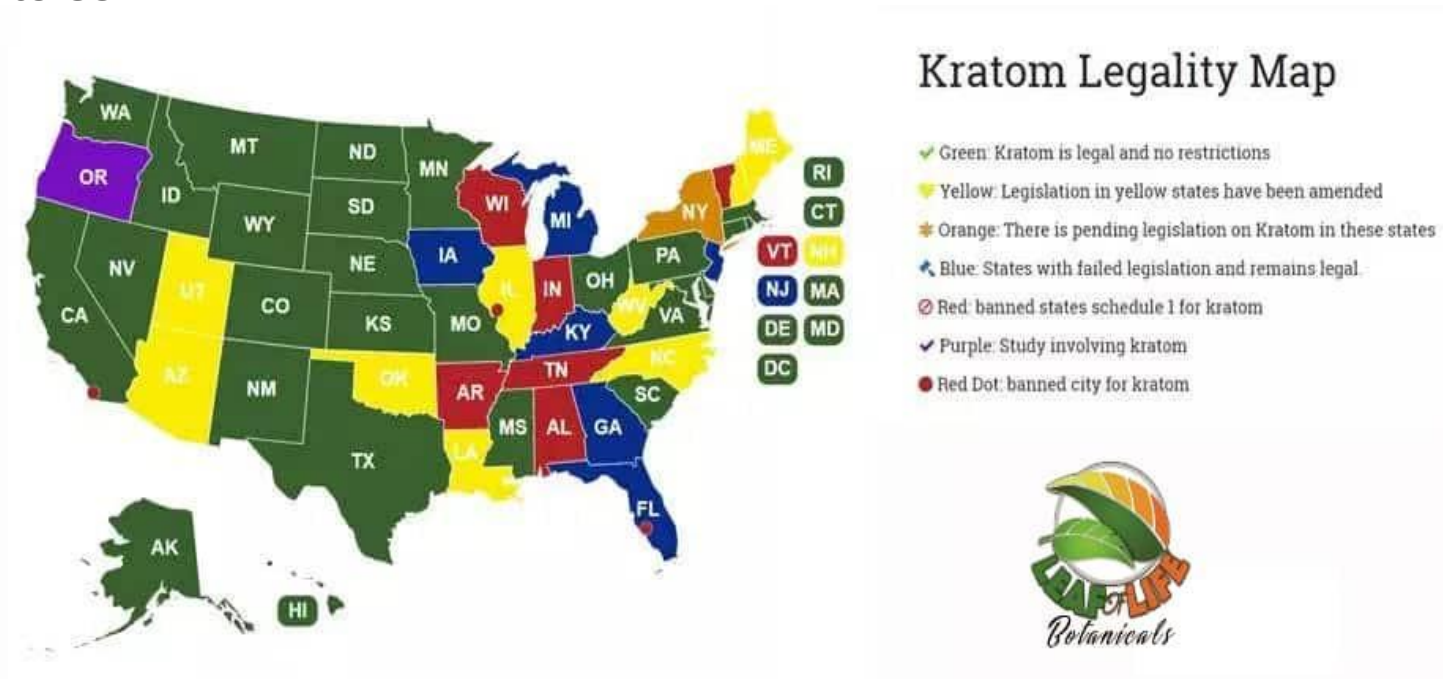 Kratom Legality Map
Green: Kratom is legal and no restrictions
Yellow: Legislation in yellow states have been amended
Orange: There is pending legislation on Kratom in these states
Blue: States with failed legislation and remains legal.
Red: banned states schedule 1 for kratom
Purple: Study involving kratom
Red Dot: banned city for kratom
WA
MT
ND
MN
OR
ID
SD
WI
MI
NY
ME
WY
IA
NE
NV
UT
CO
CA
KS
MO
IL
IN
OH
PA
WV
VA
KY
AZ
NM
OK
AR
TN
NC
SC
MS
AL
GA
TX
LA
FL
AK
HI
RI
CT
VT
NH
NJ
MA
DE
MD
DC
LEAF OF LIFE
Botanicals